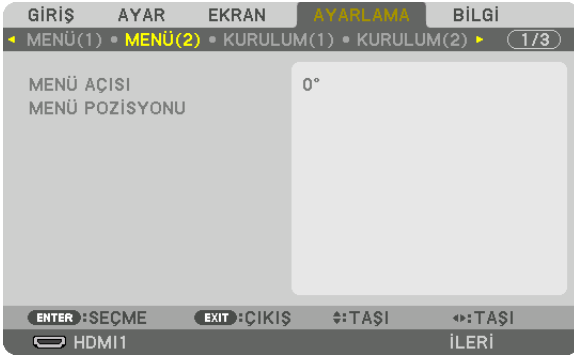 GİRİŞ AYAR EKRAN AYARLAMA BİLGİ
◂ MENÜ(1) • MENÜ(2) • KURULUM(1) • KURULUM(2) ▸ 1/3
MENÜ AÇISI 0°
MENÜ POZİSYONU
ENTER :SEÇME EXIT :ÇIKIŞ ♦:TAŞI ◂▸:TAŞI
HDMI1 İLERİ